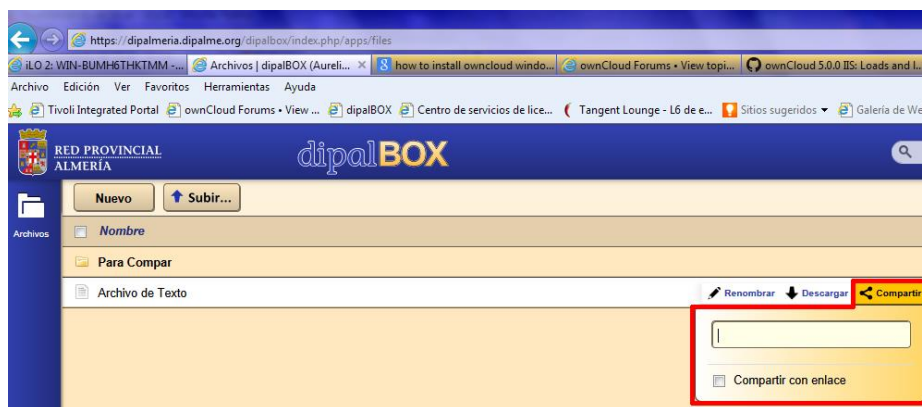 https://dipalmeria.dipalme.org/dipalbox/index.php/apps/files
iLO 2: WIN-BUMH6THKTMM -... Archivos | dipalBOX (Aureli... how to install owncloud windo... ownCloud Forums • View topi... ownCloud 5.0.0 IIS: Loads and l...
Archivo Edición Ver Favoritos Herramientas Ayuda
Tivoli Integrated Portal ownCloud Forums • View ... dipalBOX Centro de servicios de lice... Tangent Lounge - L6 de e... Sitios sugeridos Galería de We
RED PROVINCIAL
ALMERÍA
dipalBOX
Nuevo Subir...
Archivos
Nombre
Para Compar
Archivo de Texto Renombrar Descargar Compartir
Compartir con enlace